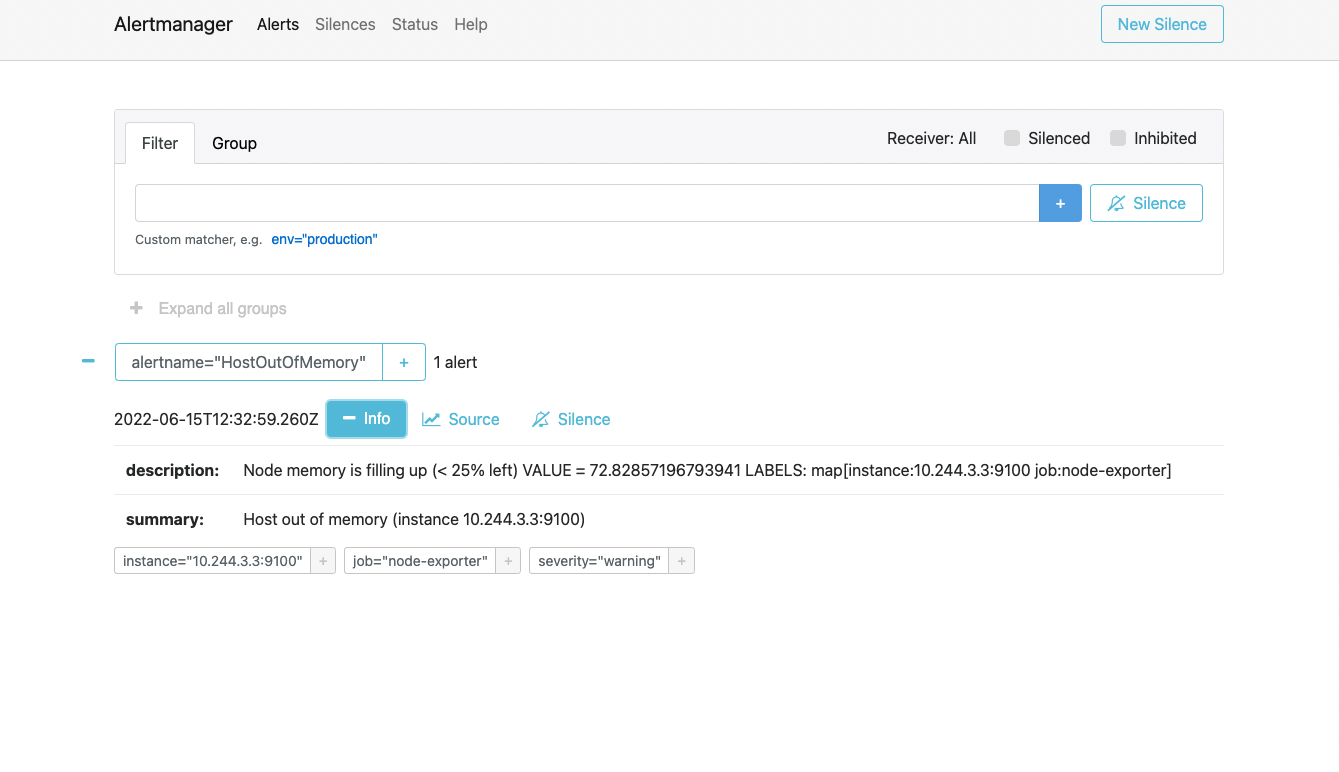 Alertmanager Alerts Silences Status Help New Silence
Filter Group Receiver: All Silenced Inhibited
+ Silence
Custom matcher, e.g. env="production"
+ Expand all groups
alertname="HostOutOfMemory" + 1 alert
2022-06-15T12:32:59.260Z Info Source Silence
description: Node memory is filling up (< 25% left) VALUE = 72.82857196793941 LABELS: map[instance:10.244.3.3:9100 job:node-exporter]
summary: Host out of memory (instance 10.244.3.3:9100)
instance="10.244.3.3:9100" + job="node-exporter" + severity="warning" +